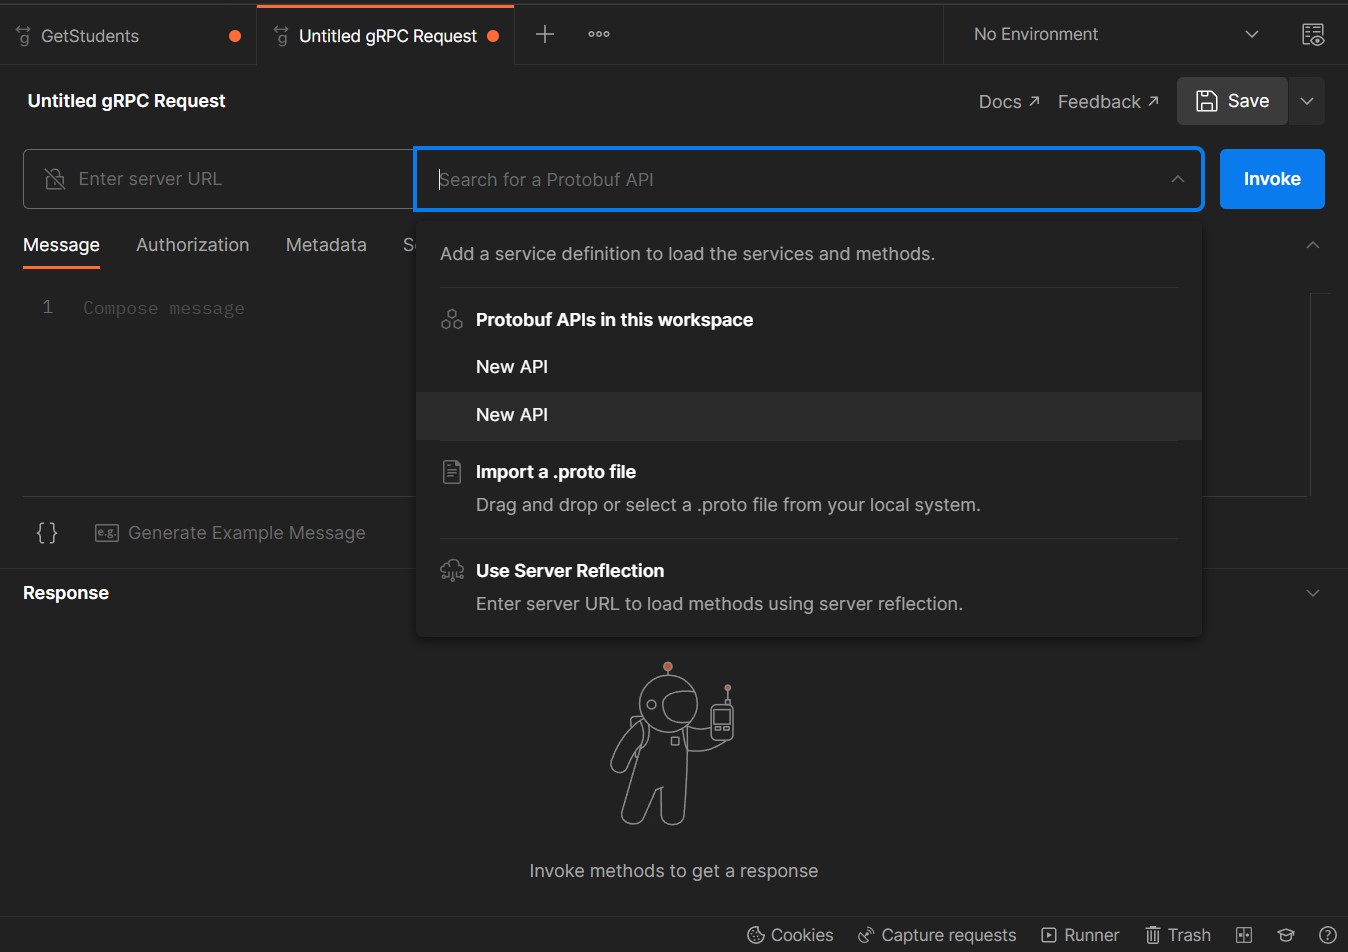 GetStudents
Untitled gRPC Request
No Environment
Untitled gRPC Request
Docs
Feedback
Save
Enter server URL
Search for a Protobuf API
Invoke
Message
Authorization
Metadata
Add a service definition to load the services and methods.
1
Compose message
Protobuf APIs in this workspace
New API
New API
Import a .proto file
Drag and drop or select a .proto file from your local system.
{}
e.g. Generate Example Message
Use Server Reflection
Response
Enter server URL to load methods using server reflection.
Invoke methods to get a response
Cookies
Capture requests
Runner
Trash